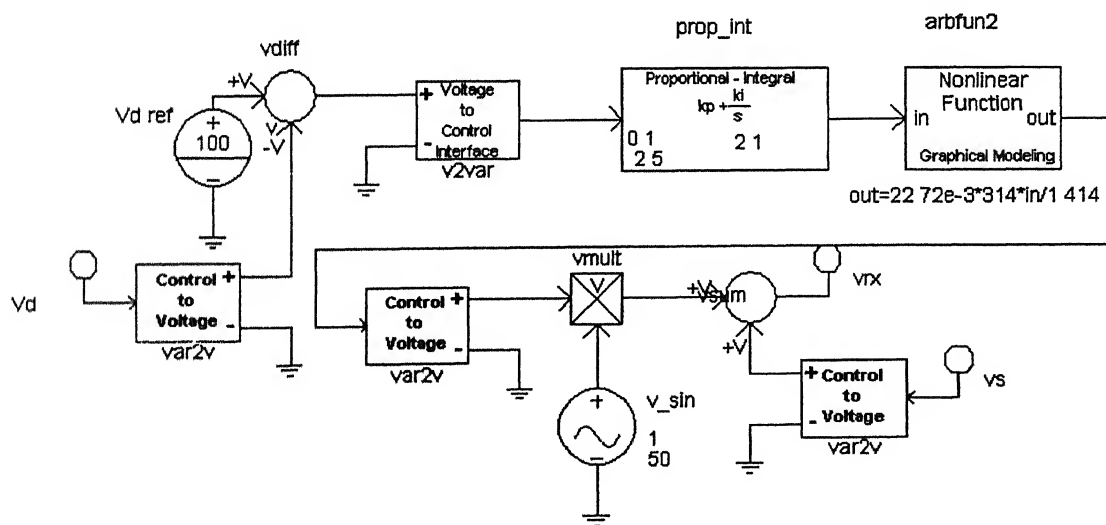 prop_int
arbfun2
vdiff
+V
Vd ref
+
100
-
v
-V
+ Voltage
to
Control
- Interface
v2var
Proportional - Integral
kp + ki
s
0 1
2 5
2 1
Nonlinear
Function
in out
Graphical Modeling
out=22 72e-3*314*in/1 414
Vd
Control +
to
Voltage -
var2v
Control +
to
Voltage -
var2v
vmult
V
+
v_sin
1
50
-
+V
vsum
+V
vrx
+ Control
to
- Voltage
var2v
vs